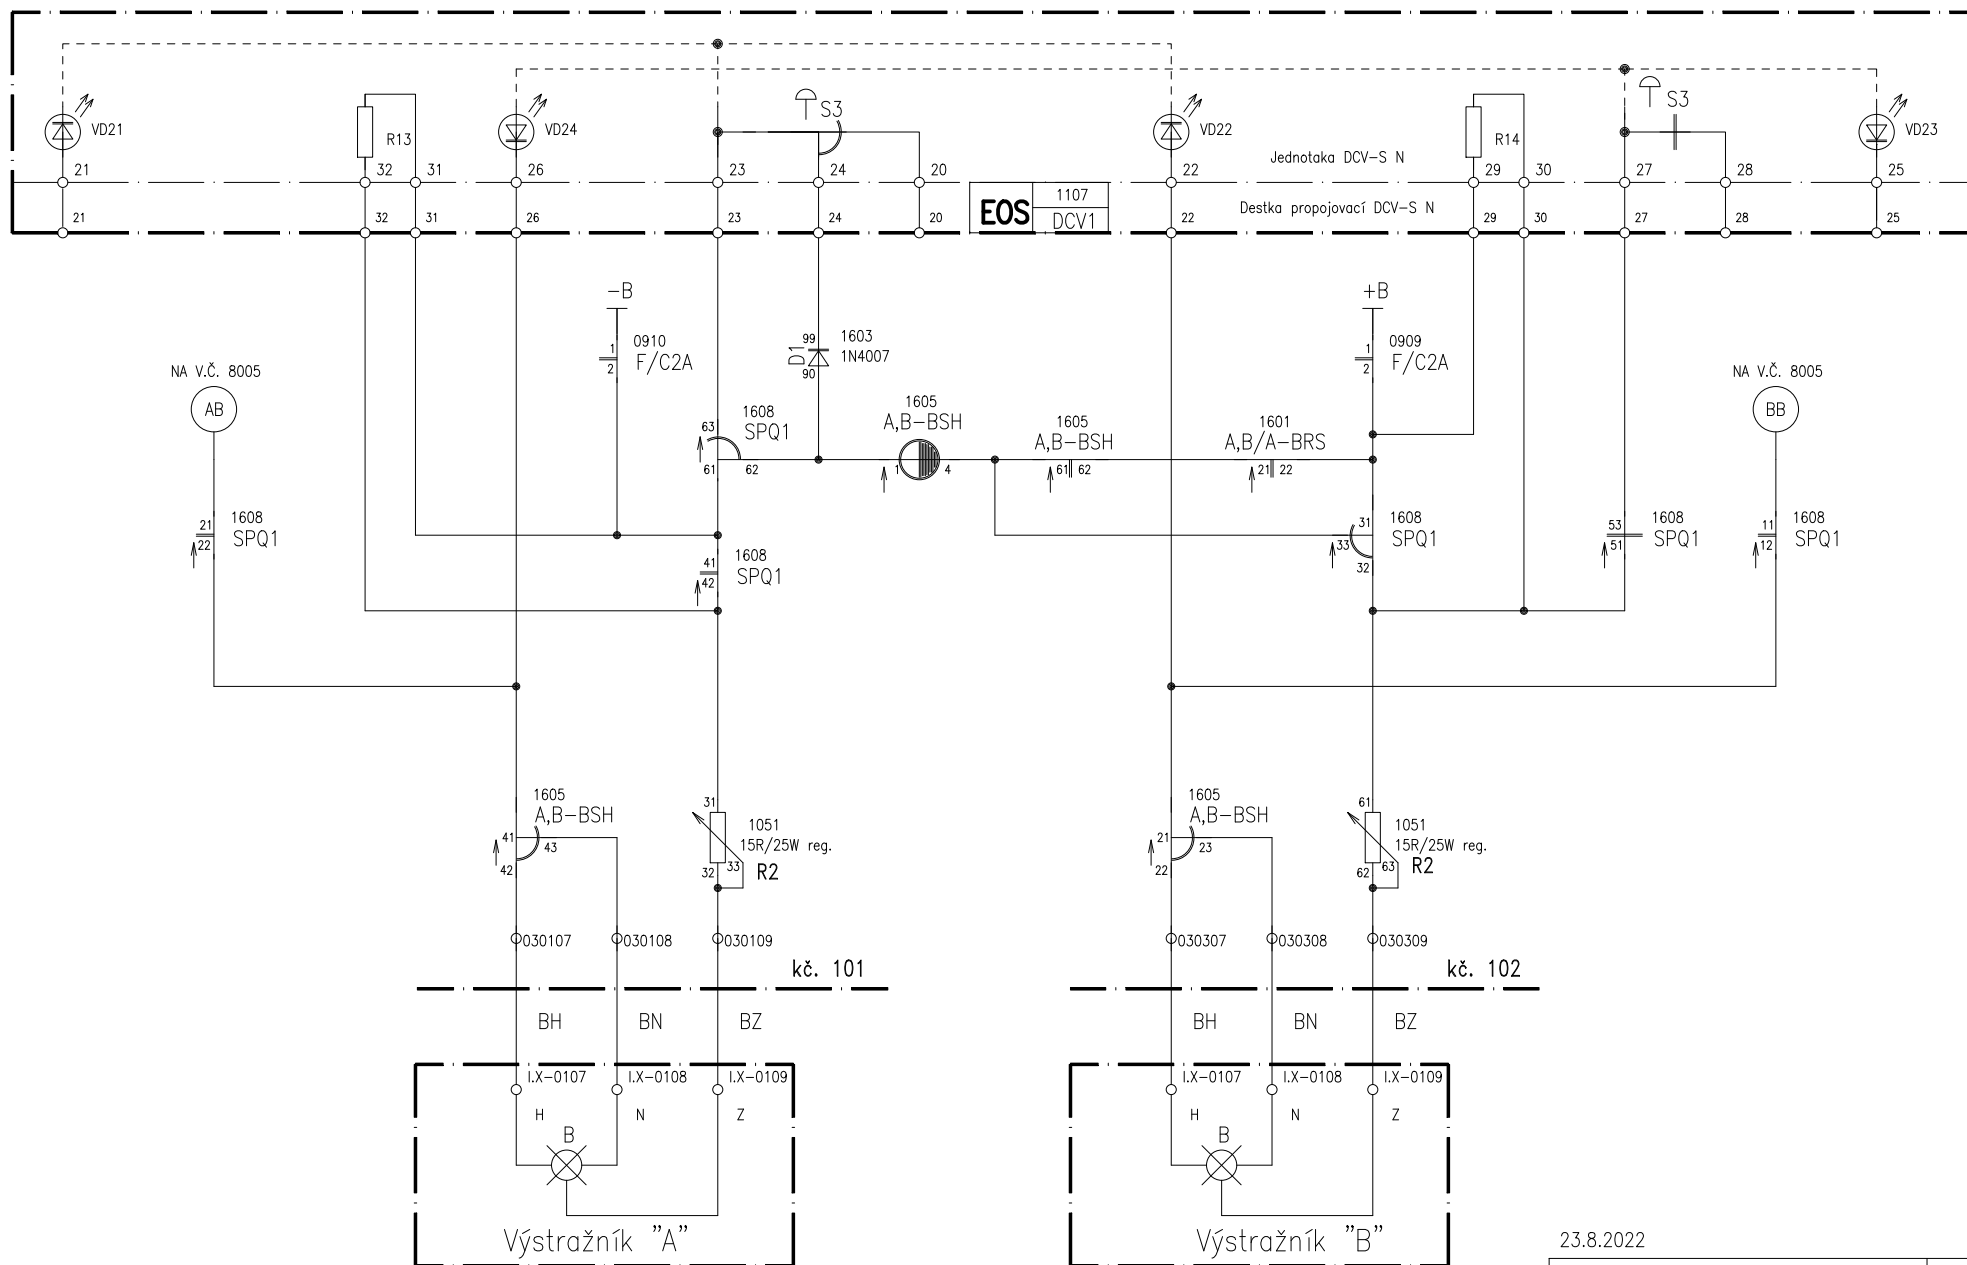 S3
S3
VD21
R13
VD24
VD22
R14
VD23
Jednotaka DCV-S N
21
32
31
26
23
24
20
22
29
30
27
28
25
EOS
1107
DCV1
Destka propojovací DCV-S N
21
32
31
26
23
24
20
22
29
30
27
28
25
-B
+B
1
2
0910
F/C2A
D1
99
90
1603
1N4007
1
2
0909
F/C2A
NA V.Č. 8005
AB
NA V.Č. 8005
BB
63
61
62
1608
SPQ1
1605
A,B-BSH
1
4
1605
A,B-BSH
61
62
1601
A,B/A-BRS
21
22
21
22
1608
SPQ1
41
42
1608
SPQ1
31
33
32
1608
SPQ1
53
51
1608
SPQ1
11
12
1608
SPQ1
1605
A,B-BSH
41
43
42
31
1051
15R/25W reg.
32
33
R2
1605
A,B-BSH
21
23
22
61
1051
15R/25W reg.
62
63
R2
030107
030108
030109
030307
030308
030309
kč. 101
kč. 102
BH
BN
BZ
BH
BN
BZ
I.X-0107
I.X-0108
I.X-0109
I.X-0107
I.X-0108
I.X-0109
H
N
Z
H
N
Z
B
B
Výstražník "A"
Výstražník "B"
23.8.2022